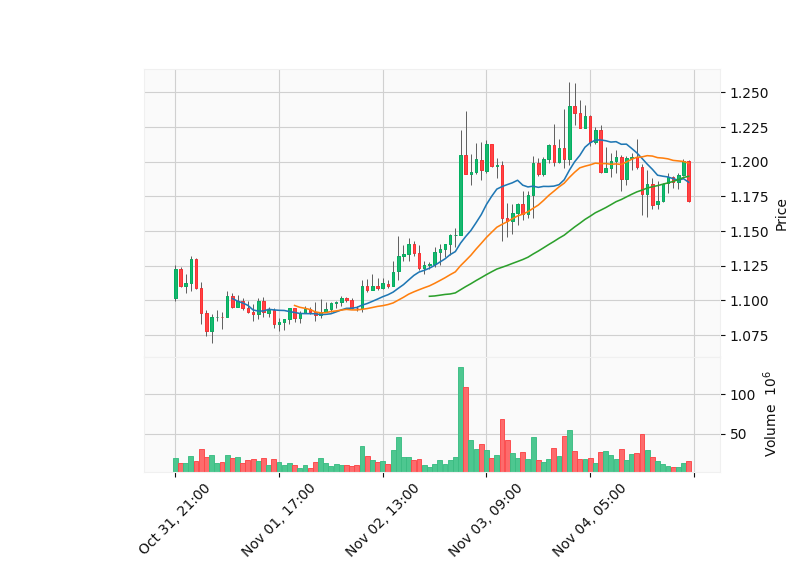 1.250
1.225
1.200
1.175
1.150
1.125
1.100
1.075
Price
100
50
Volume 10⁶
Oct 31, 21:00
Nov 01, 17:00
Nov 02, 13:00
Nov 03, 09:00
Nov 04, 05:00